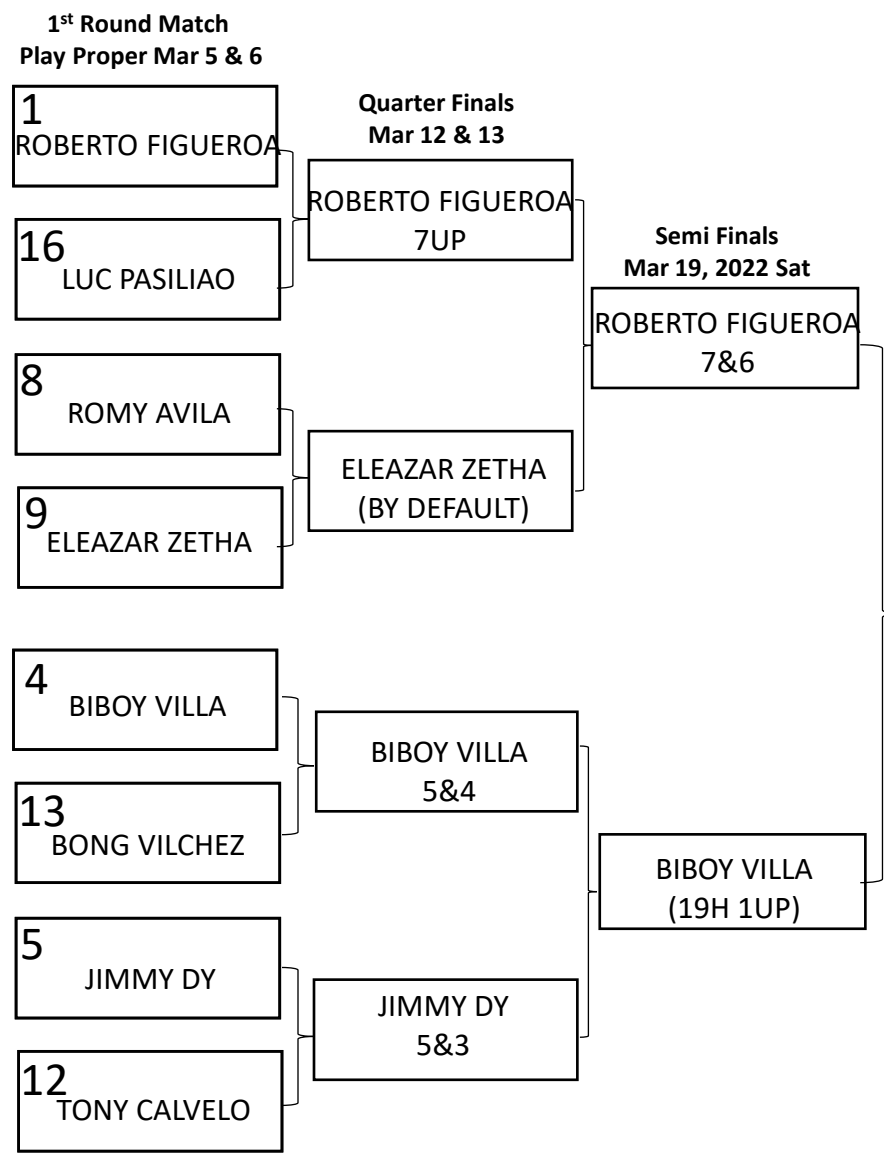 1st Round Match
Play Proper Mar 5 & 6
1
ROBERTO FIGUEROA
16
LUC PASILIAO
8
ROMY AVILA
9
ELEAZAR ZETHA
4
BIBOY VILLA
13
BONG VILCHEZ
5
JIMMY DY
12
TONY CALVELO
Quarter Finals
Mar 12 & 13
ROBERTO FIGUEROA
7UP
ELEAZAR ZETHA
(BY DEFAULT)
BIBOY VILLA
5&4
JIMMY DY
5&3
Semi Finals
Mar 19, 2022 Sat
ROBERTO FIGUEROA
7&6
BIBOY VILLA
(19H 1UP)